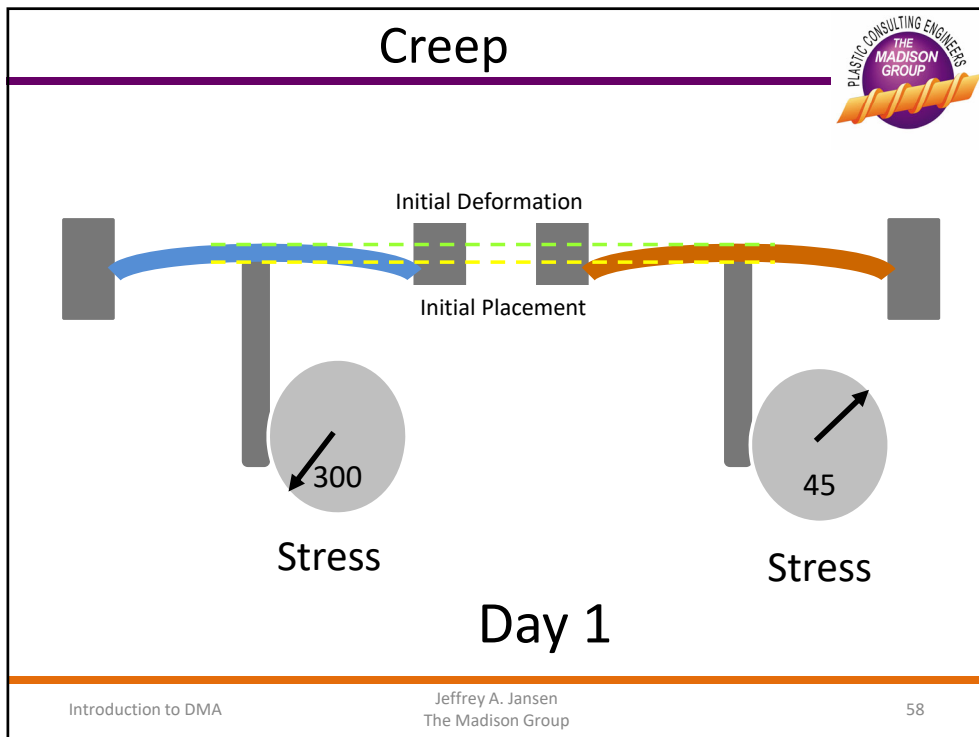 Creep
PLASTIC CONSULTING ENGINEERS
THE
MADISON
GROUP
Initial Deformation
Initial Placement
300
45
Stress
Stress
Day 1
Introduction to DMA
Jeffrey A. Jansen
The Madison Group
58